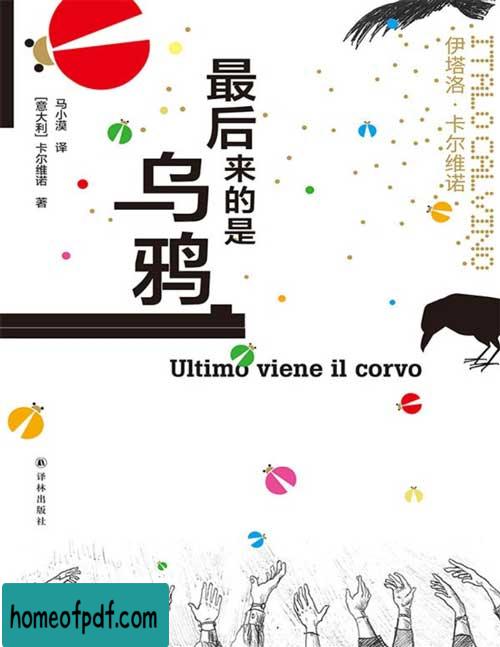 ITALO CALVINO
伊塔洛·卡尔维诺
最后来的是
乌鸦
马小漠 译
[意大利] 卡尔维诺 著
Ultimo viene il corvo
译林出版社
homeofpdf.com